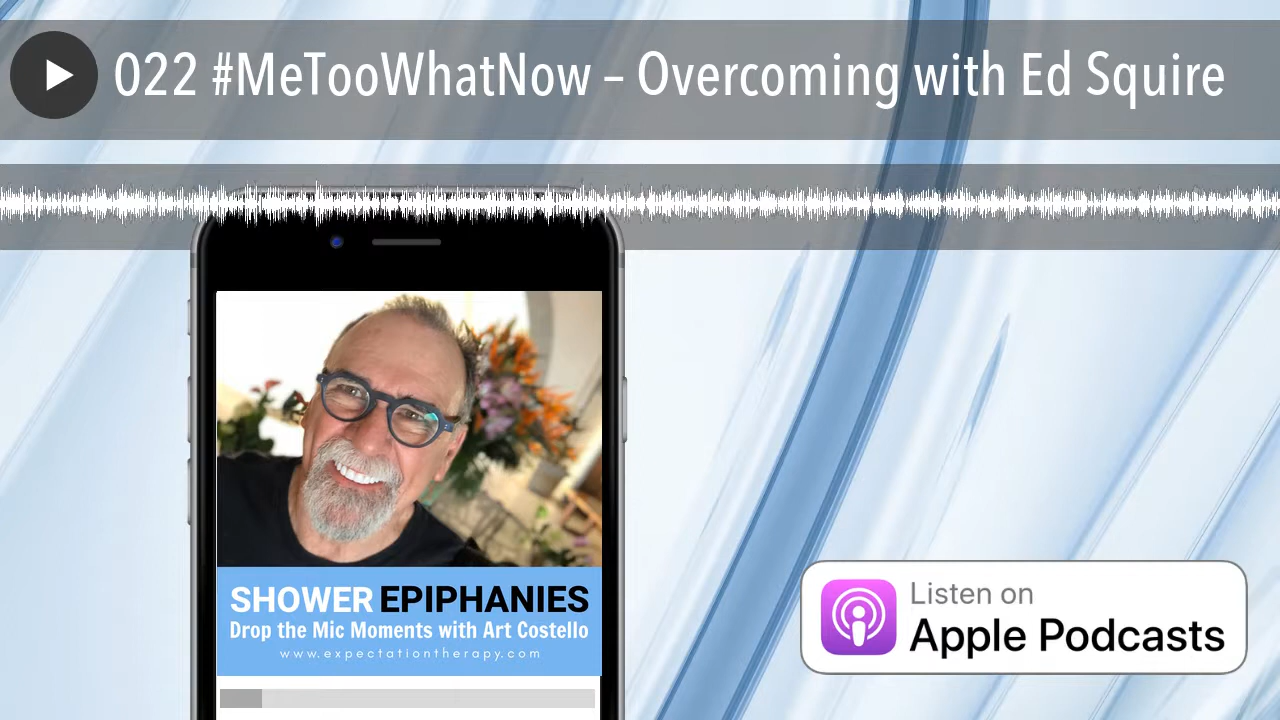 022 #MeTooWhatNow – Overcoming with Ed Squire
SHOWER EPIPHANIES
Drop the Mic Moments with Art Costello
www.expectationtherapy.com
Listen on
Apple Podcasts